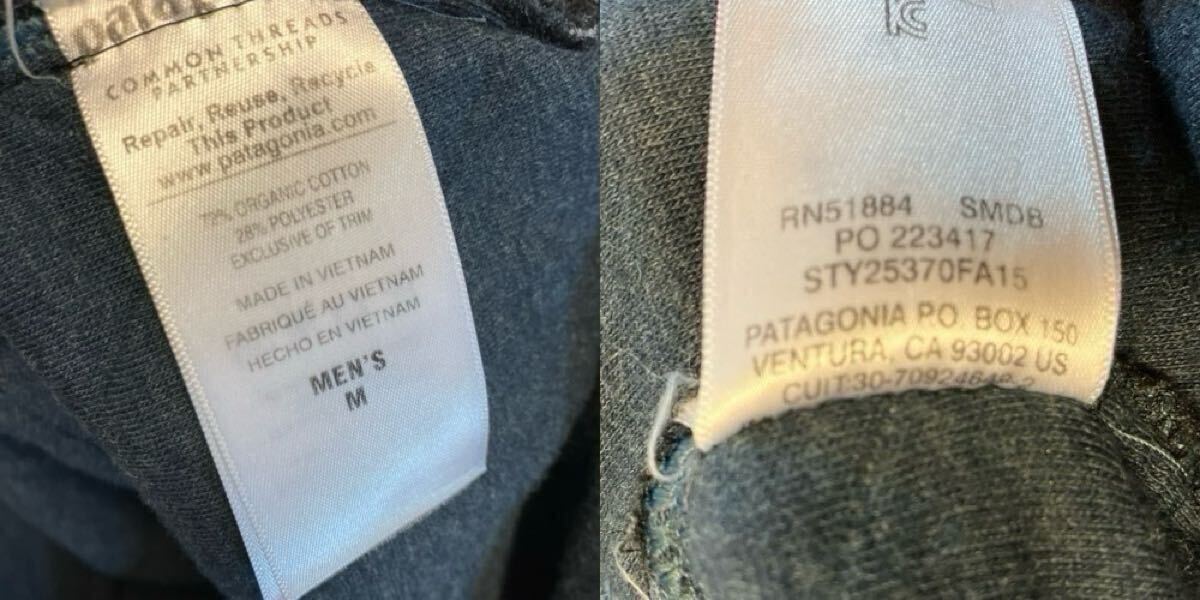 COMMON THREADS
PARTNERSHIP
Repair, Reuse, Recycle
This Product
www.patagonia.com
ORGANIC COTTON
28% POLYESTER
EXCLUSIVE OF TRIM
MADE IN VIETNAM
FABRIQUÉ AU VIETNAM
HECHO EN VIETNAM
MEN'S
M
RN51884 SMDB
PO 223417
STY25370FA15
PATAGONIA P.O. BOX 150
VENTURA, CA 93002 US